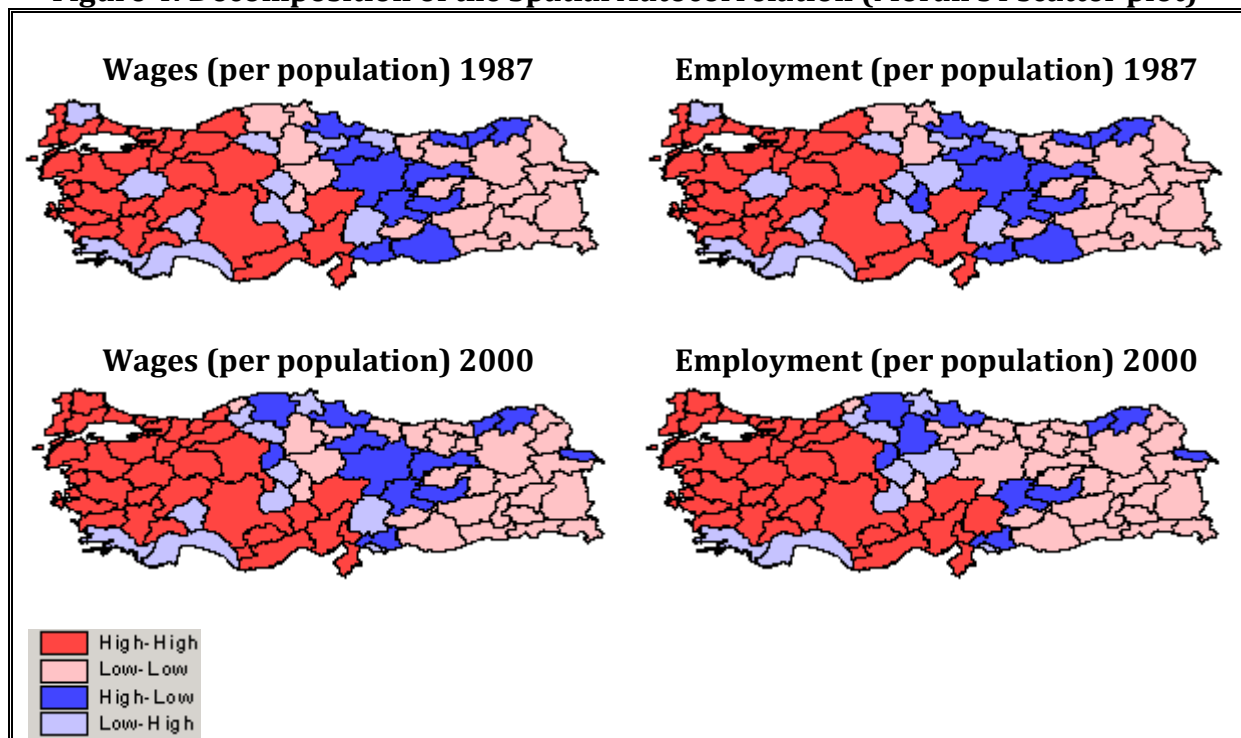 Wages (per population) 1987
Employment (per population) 1987
Wages (per population) 2000
Employment (per population) 2000
High-High
Low-Low
High-Low
Low-High